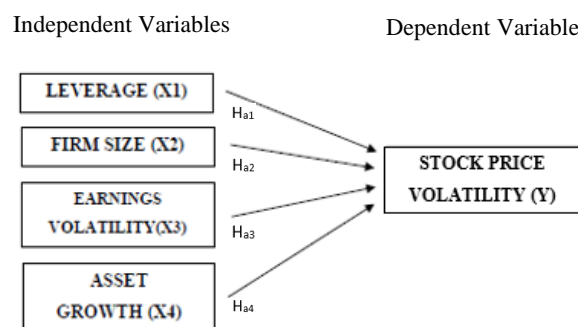 Independent Variables
Dependent Variable
LEVERAGE (X1)
Ha1
FIRM SIZE (X2)
Ha2
STOCK PRICE
VOLATILITY (Y)
EARNINGS
VOLATILITY(X3)
Ha3
ASSET
GROWTH (X4)
Ha4